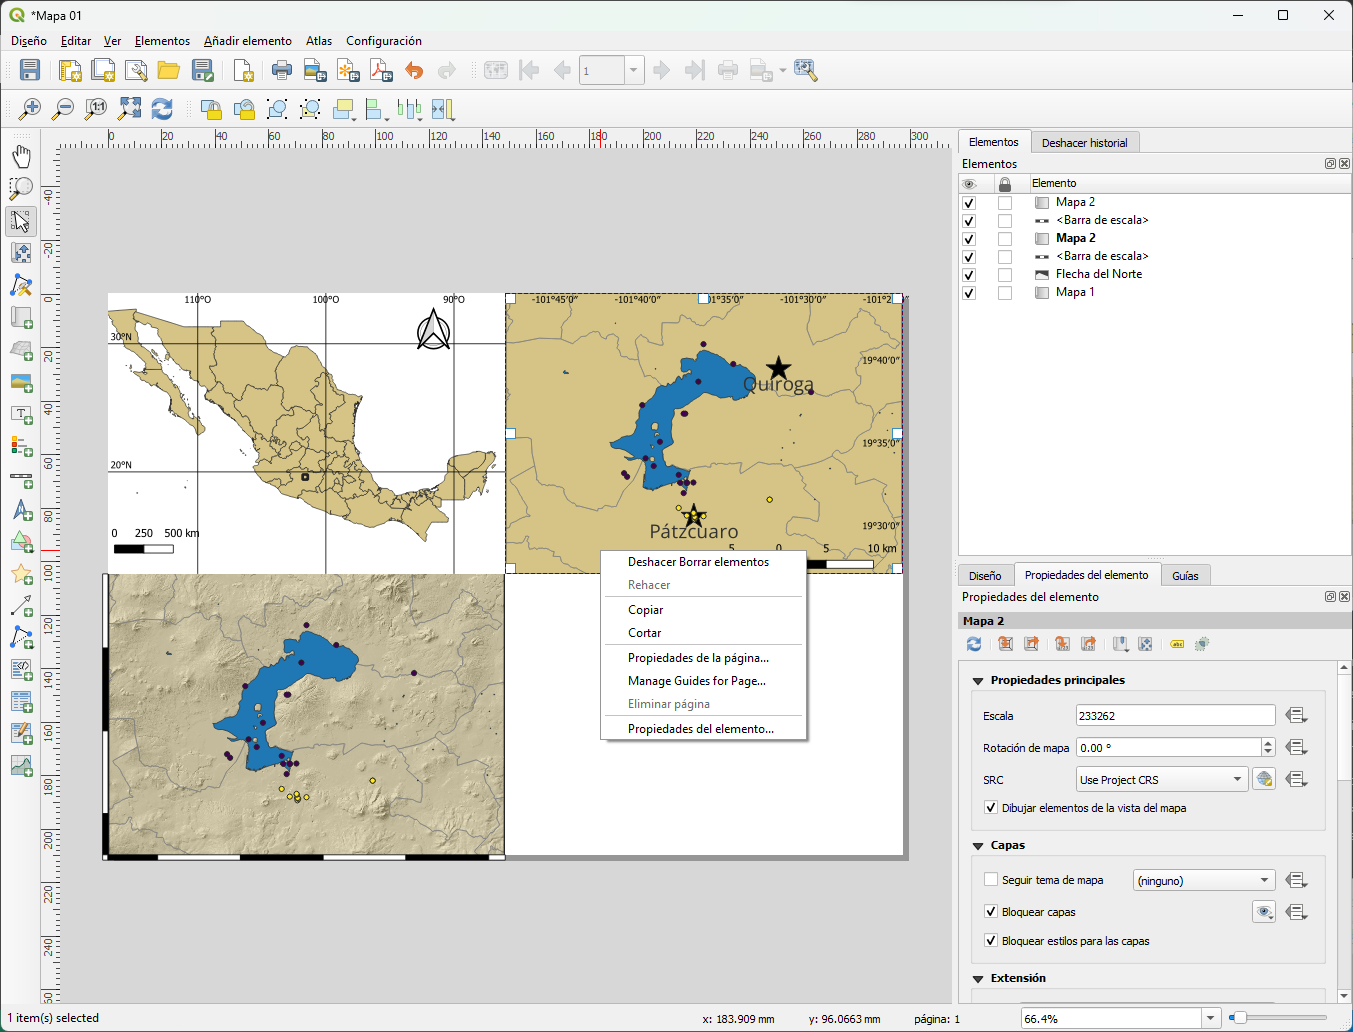 *Mapa 01
Diseño Editar Ver Elementos Añadir elemento Atlas Configuración
1
1:1
0 20 40 60 80 100 120 140 160 180 200 220 240 260 280 300
Elementos Deshacer historial
Elementos
Elemento
Mapa 2
<Barra de escala>
Mapa 2
<Barra de escala>
Flecha del Norte
Mapa 1
-40
-20
0
20
40
60
80
100
120
140
160
180
200
220
240
260
110°O 100°O 90°O
30°N
20°N
0 250 500 km
-101°45'0" -101°40'0" -101°30'0"
19°40'0"
Quiroga
19°35'0"
19°30'0"
Pátzcuaro
5 0 5 10 km
Deshacer Borrar elementos
Rehacer
Copiar
Cortar
Propiedades de la página...
Manage Guides for Page...
Eliminar página
Propiedades del elemento...
Diseño Propiedades del elemento Guías
Propiedades del elemento
Mapa 2
abc
Propiedades principales
Escala 233262
Rotación de mapa 0.00 °
SRC Use Project CRS
Dibujar elementos de la vista del mapa
Capas
Seguir tema de mapa (ninguno)
Bloquear capas
Bloquear estilos para las capas
Extensión
1 item(s) selected x: 183.909 mm y: 96.0663 mm página: 1 66.4%